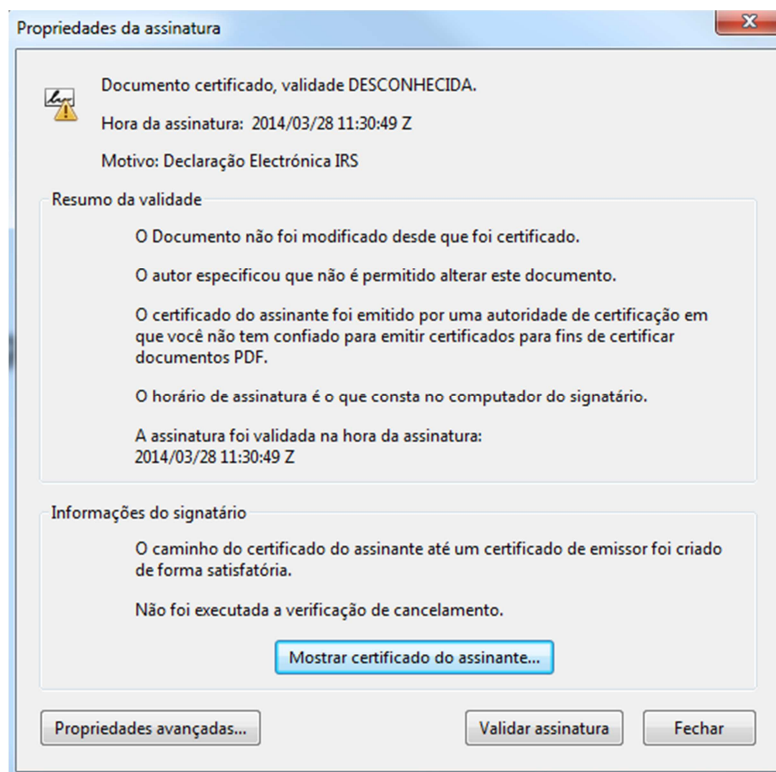 Propriedades da assinatura
Documento certificado, validade DESCONHECIDA.
Hora da assinatura: 2014/03/28 11:30:49 Z
Motivo: Declaração Electrónica IRS
Resumo da validade
O Documento não foi modificado desde que foi certificado.
O autor especificou que não é permitido alterar este documento.
O certificado do assinante foi emitido por uma autoridade de certificação em
que você não tem confiado para emitir certificados para fins de certificar
documentos PDF.
O horário de assinatura é o que consta no computador do signatário.
A assinatura foi validada na hora da assinatura:
2014/03/28 11:30:49 Z
Informações do signatário
O caminho do certificado do assinante até um certificado de emissor foi criado
de forma satisfatória.
Não foi executada a verificação de cancelamento.
Mostrar certificado do assinante...
Propriedades avançadas...
Validar assinatura
Fechar